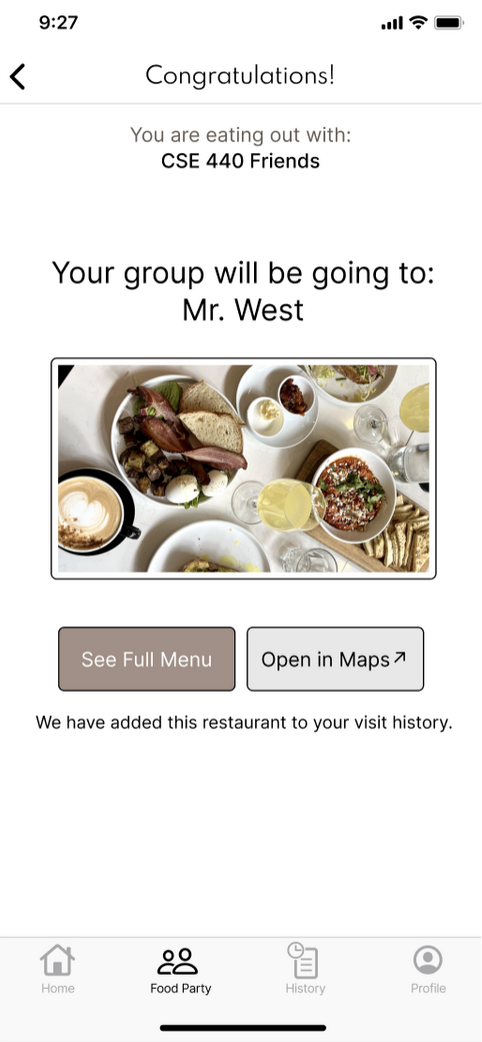 9:27
Congratulations!
You are eating out with:
CSE 440 Friends
Your group will be going to:
Mr. West
See Full Menu
Open in Maps
We have added this restaurant to your visit history.
Home
Food Party
History
Profile